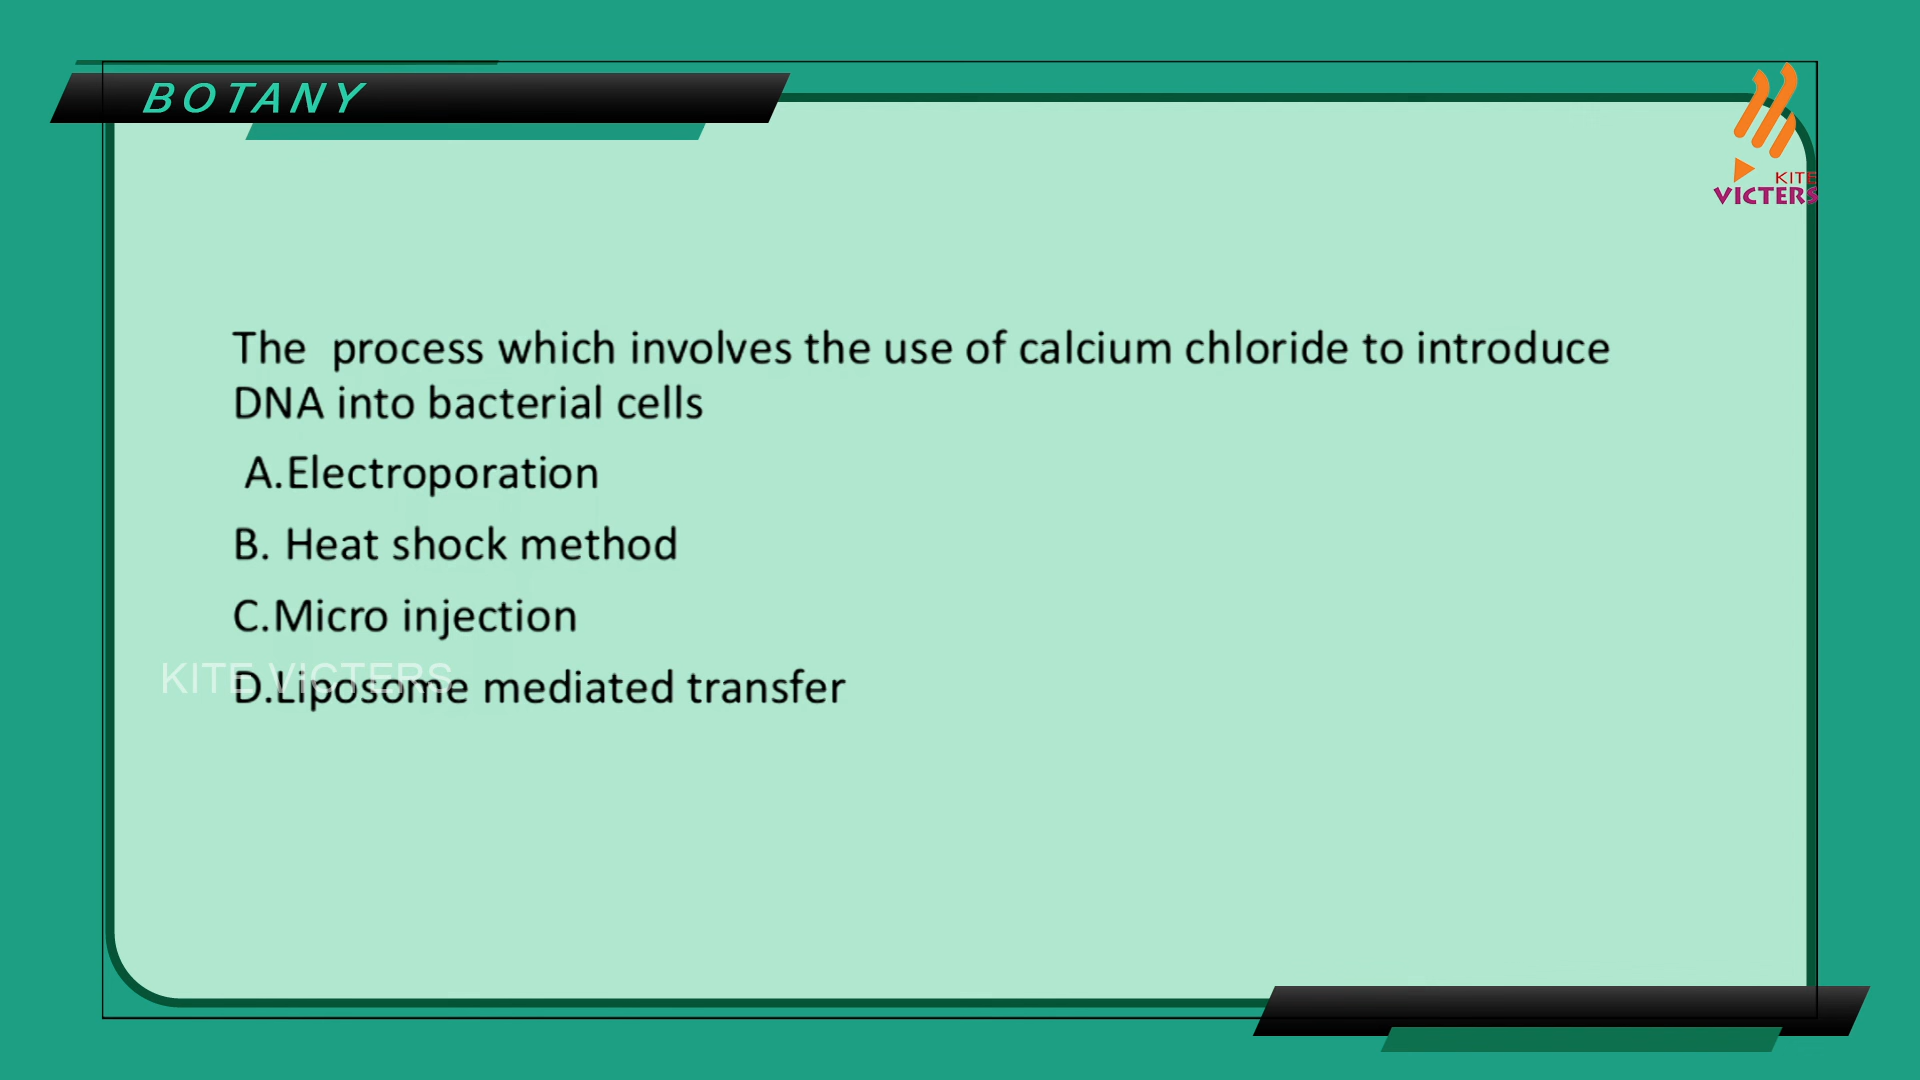 BOTANY
KITE
VICTERS
The process which involves the use of calcium chloride to introduce
DNA into bacterial cells
A.Electroporation
B. Heat shock method
C.Micro injection
KITE VICTERS
D.Liposome mediated transfer